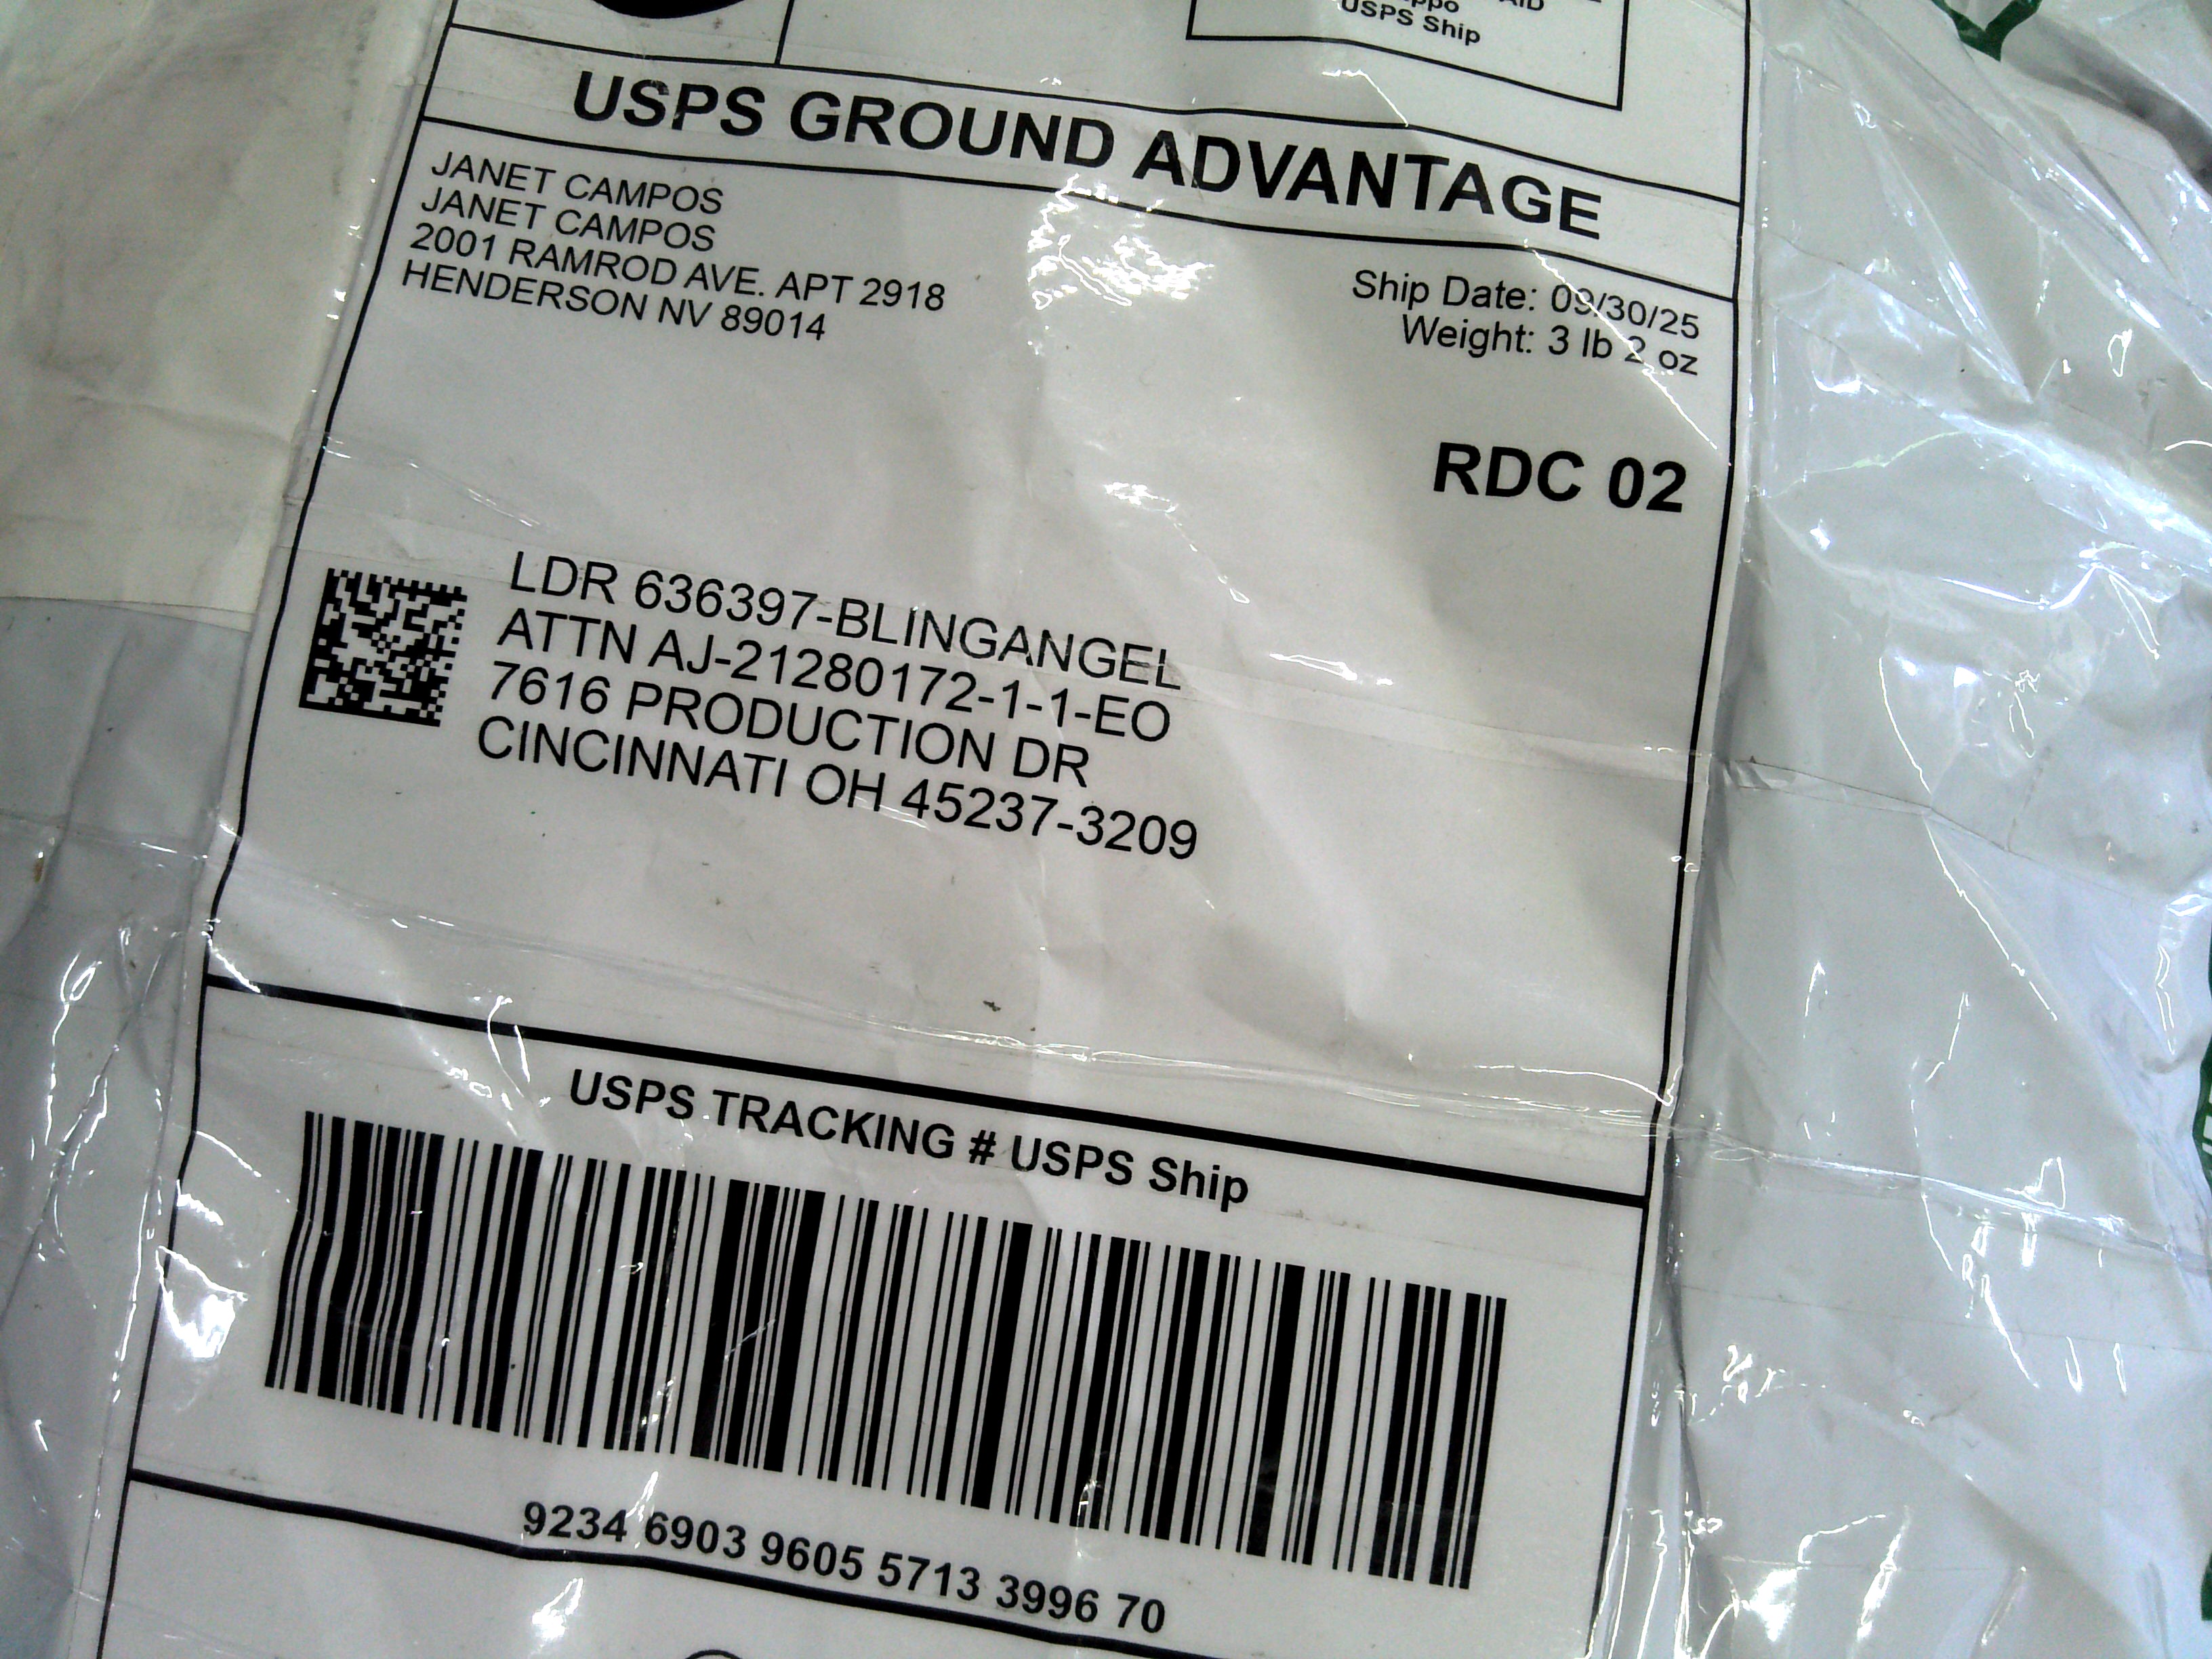 USPS Ship
USPS GROUND ADVANTAGE
JANET CAMPOS
JANET CAMPOS
2001 RAMROD AVE. APT 2918
HENDERSON NV 89014
Ship Date: 09/30/25
Weight: 3 lb 2 oz
RDC 02
LDR 636397-BLINGANGEL
ATTN AJ-21280172-1-1-EO
7616 PRODUCTION DR
CINCINNATI OH 45237-3209
USPS TRACKING # USPS Ship
9234 6903 9605 5713 3996 70